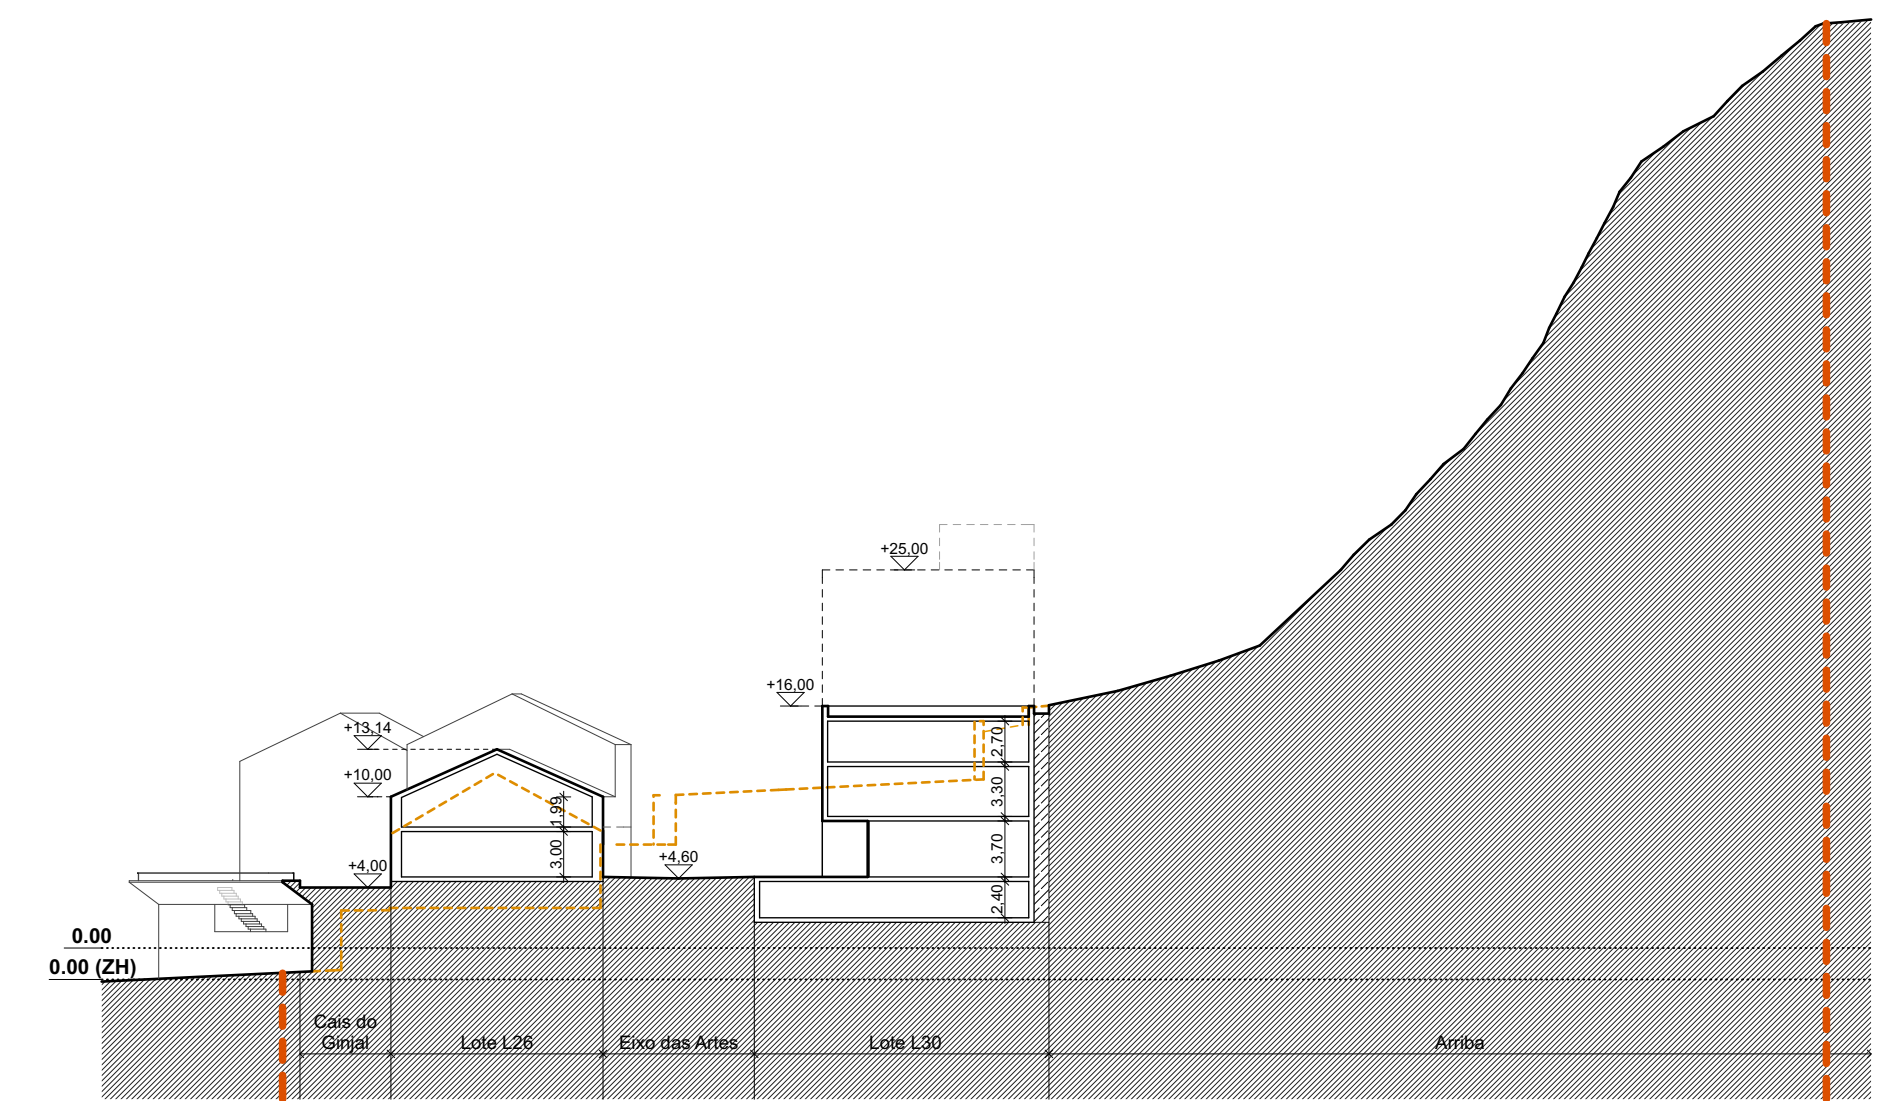 +25,00
+16,00
+13,14
+10,00
+4,00
+4,60
1,99
3,00
2,70
3,30
3,70
2,40
0.00
0.00 (ZH)
Cais do
Ginjal
Lote L26
Eixo das Artes
Lote L30
Arriba